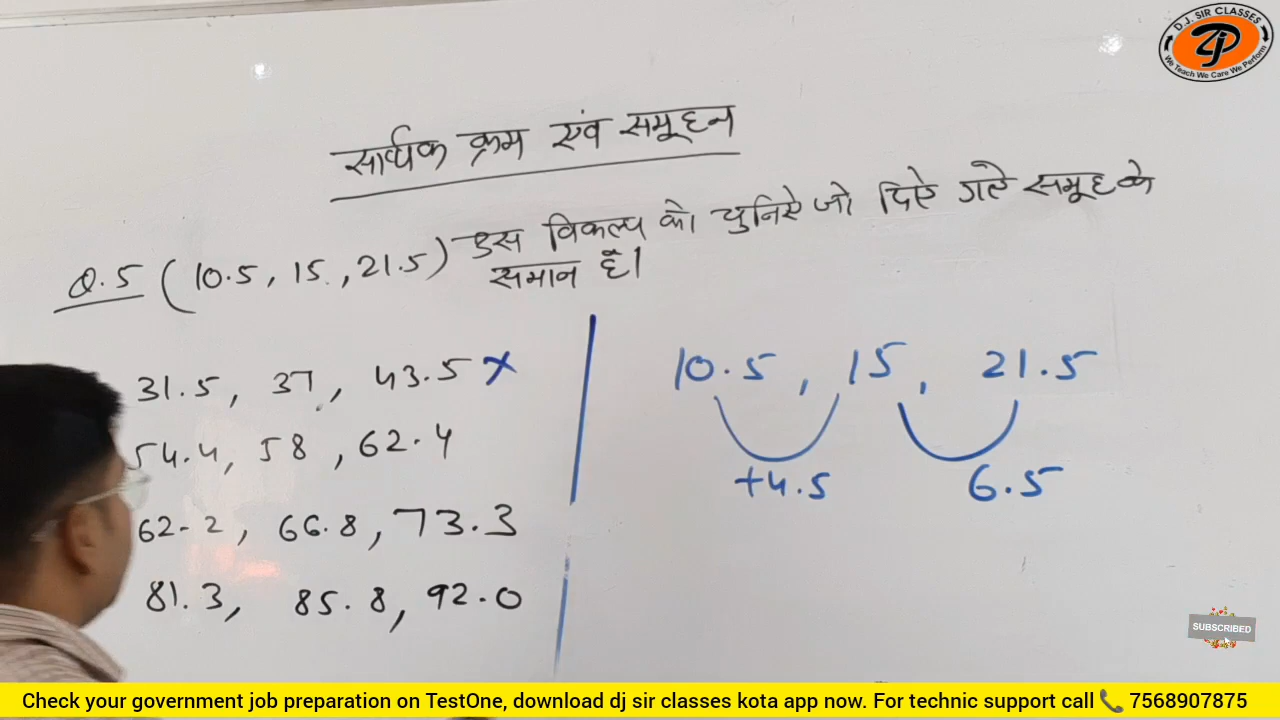 D.J. SIR CLASSES
Dj
We Teach We Care We Perform
सार्थक क्रम एवं समूहन
Q.5 (10.5, 15, 21.5) उस विकल्प को चुनिऐ जो दिऐ गऐ समूह के
समान है।
31.5, 37, 43.5 x
54.4, 58, 62.4
62.2, 66.8, 73.3
81.3, 85.8, 92.0
10.5, 15, 21.5
+4.5 6.5
SUBSCRIBED
Check your government job preparation on TestOne, download dj sir classes kota app now. For technic support call 📞 7568907875